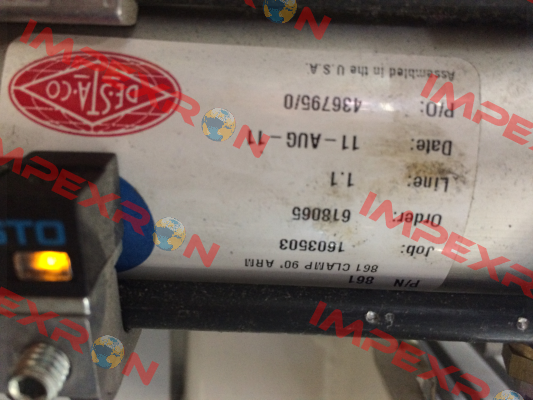 P/N 861
861 CLAMP 90° ARM
Job: 1603503
Order: 618065
Line: 1.1
Date: 11-AUG-11
P/O: 436795/0
Assembled in the U.S.A.
DE-STA-CO
STO
IMPEXRON
IMPEXRON
IMPEXRON
IMPEXRON